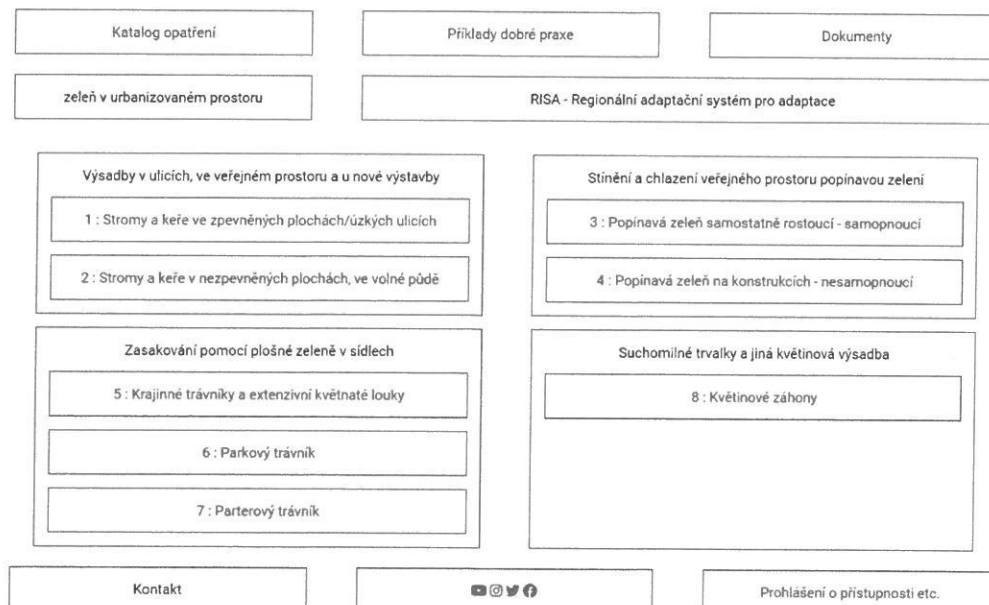 Katalog opatření
Příklady dobré praxe
Dokumenty
zeleň v urbanizovaném prostoru
RISA - Regionální adaptační systém pro adaptace
Výsadby v ulicích, ve veřejném prostoru a u nové výstavby
1 : Stromy a keře ve zpevněných plochách/úzkých ulicích
2 : Stromy a keře v nezpevněných plochách, ve volné půdě
Stínění a chlazení veřejného prostoru popínavou zelení
3 : Popínavá zeleň samostatně rostoucí - samopnoucí
4 : Popínavá zeleň na konstrukcích - nesamopnoucí
Zasakování pomocí plošné zeleně v sídlech
5 : Krajinné trávníky a extenzivní květnaté louky
6 : Parkový trávník
7 : Parterový trávník
Suchomilné trvalky a jiná květinová výsadba
8 : Květinové záhony
Kontakt
Prohlášení o přístupnosti etc.